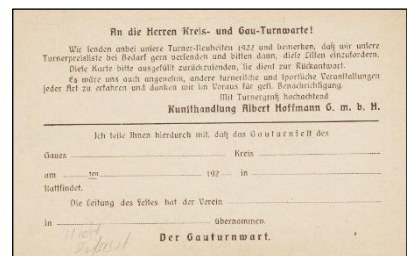 An die Herren Kreis- und Gau-Turnwarte!
Wir senden anbei unsere Turner-Neuheiten 1922 und bemerken, daß wir unsere
Turnerpreisliste bei Bedarf gern versenden und bitten dann, diese Listen einzufordern.
Diese Karte bitte ausgefüllt zurückzusenden, sie dient zur Rückantwort.
Es wäre uns auch angenehm, andere turnerische und sportliche Veranstaltungen
jeder Art zu erfahren und danken wir im Voraus für gefl. Benachrichtigung.
Mit Turnergruß hochachtend
Kunsthandlung Albert Hoffmann G. m. b. H.
Ich teile Ihnen hierdurch mit, daß das Gauturnfest des
Gaues Kreis
am ten 192 in
stattfindet.
Die Leitung des Festes hat der Verein
in übernommen.
Der Gauturnwart.